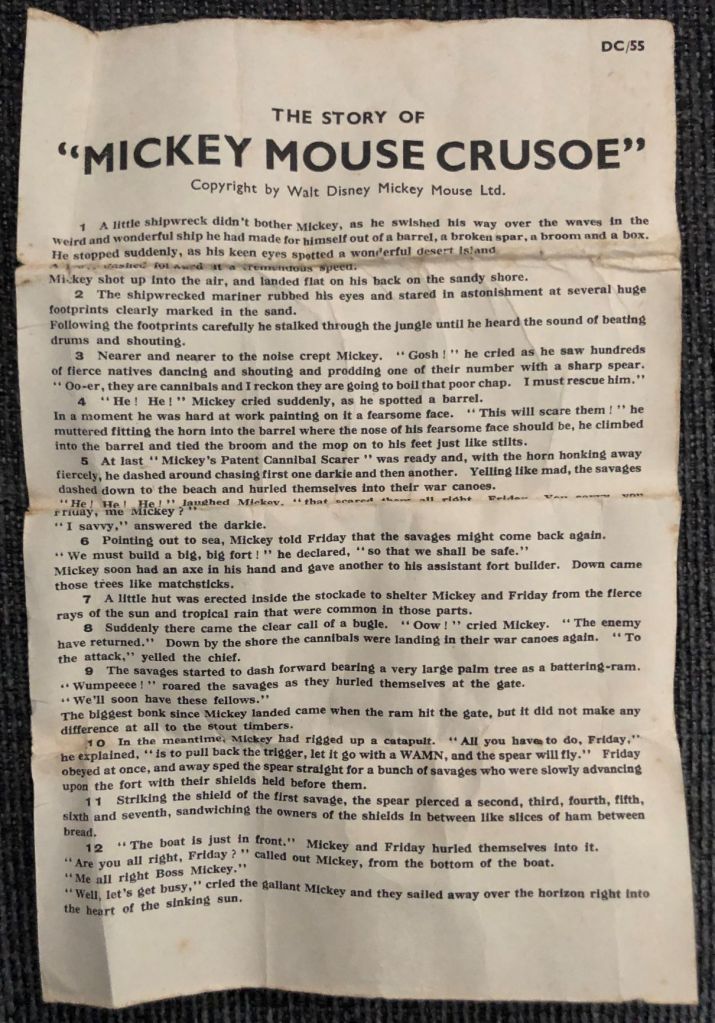 DC/55
THE STORY OF
“MICKEY MOUSE CRUSOE”
Copyright by Walt Disney Mickey Mouse Ltd.
1 A little shipwreck didn't bother Mickey, as he swished his way over the waves in the
weird and wonderful ship he had made for himself out of a barrel, a broken spar, a broom and a box.
He stopped suddenly, as his keen eyes spotted a wonderful desert island
dashed forward at a tremendous speed.
Mickey shot up into the air, and landed flat on his back on the sandy shore.
2 The shipwrecked mariner rubbed his eyes and stared in astonishment at several huge
footprints clearly marked in the sand.
Following the footprints carefully he stalked through the jungle until he heard the sound of beating
drums and shouting.
3 Nearer and nearer to the noise crept Mickey. “Gosh!” he cried as he saw hundreds
of fierce natives dancing and shouting and prodding one of their number with a sharp spear.
“Oo-er, they are cannibals and I reckon they are going to boil that poor chap. I must rescue him.”
4 “He! He!” Mickey cried suddenly, as he spotted a barrel.
In a moment he was hard at work painting on it a fearsome face. “This will scare them!” he
muttered fitting the horn into the barrel where the nose of his fearsome face should be, he climbed
into the barrel and tied the broom and the mop on to his feet just like stilts.
5 At last “Mickey's Patent Cannibal Scarer” was ready and, with the horn honking away
fiercely, he dashed around chasing first one darkie and then another. Yelling like mad, the savages
dashed down to the beach and hurled themselves into their war canoes.
“He! He! He!” laughed Mickey, “that scared them all right, Friday. You savvy you
Friday, me Mickey?”
“I savvy,” answered the darkie.
6 Pointing out to sea, Mickey told Friday that the savages might come back again.
“We must build a big, big fort!” he declared, “so that we shall be safe.”
Mickey soon had an axe in his hand and gave another to his assistant fort builder. Down came
those trees like matchsticks.
7 A little hut was erected inside the stockade to shelter Mickey and Friday from the fierce
rays of the sun and tropical rain that were common in those parts.
8 Suddenly there came the clear call of a bugle. “Oow!” cried Mickey. “The enemy
have returned.” Down by the shore the cannibals were landing in their war canoes again. “To
the attack,” yelled the chief.
9 The savages started to dash forward bearing a very large palm tree as a battering-ram.
“Wumpeeee!” roared the savages as they hurled themselves at the gate.
“We'll soon have these fellows.”
The biggest bonk since Mickey landed came when the ram hit the gate, but it did not make any
difference at all to the stout timbers.
10 In the meantime, Mickey had rigged up a catapult. “All you have to do, Friday,”
he explained, “is to pull back the trigger, let it go with a WAMN, and the spear will fly.” Friday
obeyed at once, and away sped the spear straight for a bunch of savages who were slowly advancing
upon the fort with their shields held before them.
11 Striking the shield of the first savage, the spear pierced a second, third, fourth, fifth,
sixth and seventh, sandwiching the owners of the shields in between like slices of ham between
bread.
12 “The boat is just in front.” Mickey and Friday hurled themselves into it.
“Are you all right, Friday?” called out Mickey, from the bottom of the boat.
“Me all right Boss Mickey.”
“Well, let's get busy,” cried the gallant Mickey and they sailed away over the horizon right into
the heart of the sinking sun.